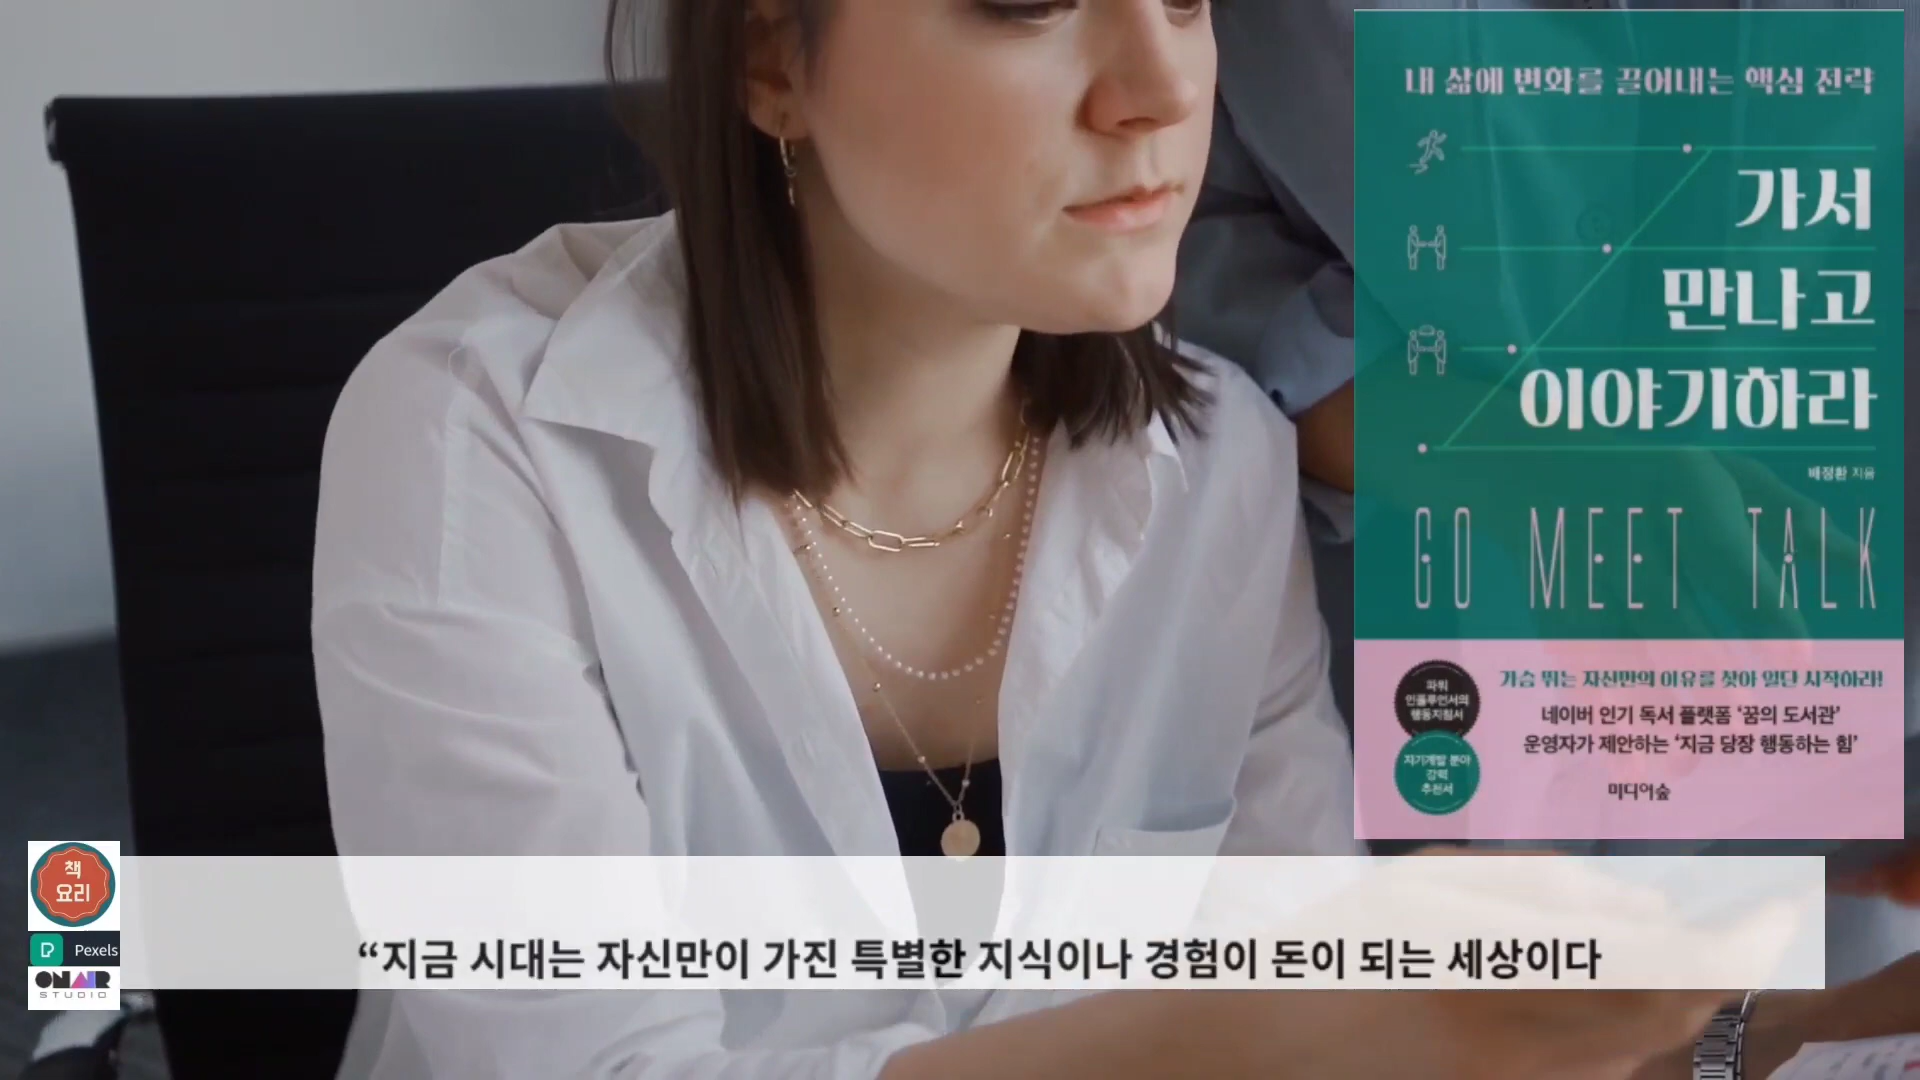 내 삶에 변화를 끌어내는 핵심 전략
가서
만나고
이야기하라
배정환 지음
GO MEET TALK
파워
인플루언서의
행동지침서
자기계발 분야
강력
추천서
가슴 뛰는 자신만의 이유를 찾아 일단 시작하라!
네이버 인기 독서 플랫폼 ‘꿈의 도서관’
운영자가 제안하는 ‘지금 당장 행동하는 힘’
미디어숲
책
요리
Pexels
ONAIR
STUDIO
“지금 시대는 자신만이 가진 특별한 지식이나 경험이 돈이 되는 세상이다